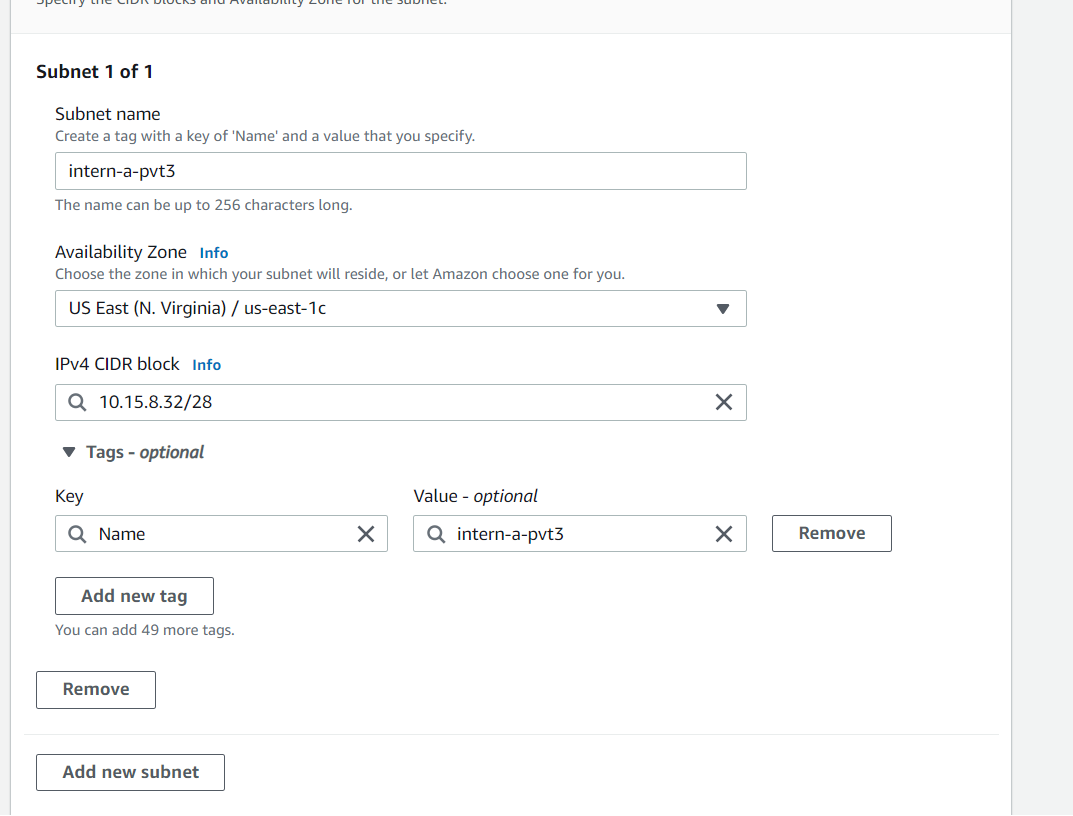 Specify the CIDR blocks and Availability Zone for the subnet.
Subnet 1 of 1
Subnet name
Create a tag with a key of 'Name' and a value that you specify.
intern-a-pvt3
The name can be up to 256 characters long.
Availability Zone Info
Choose the zone in which your subnet will reside, or let Amazon choose one for you.
US East (N. Virginia) / us-east-1c
IPv4 CIDR block Info
10.15.8.32/28
Tags - optional
Key Value - optional
Name intern-a-pvt3 Remove
Add new tag
You can add 49 more tags.
Remove
Add new subnet